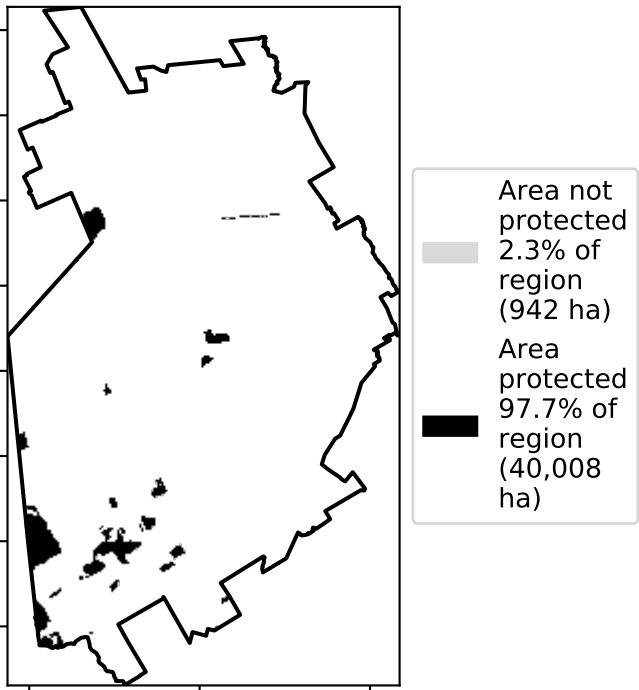 Area not
protected
2.3% of
region
(942 ha)
Area
protected
97.7% of
region
(40,008
ha)